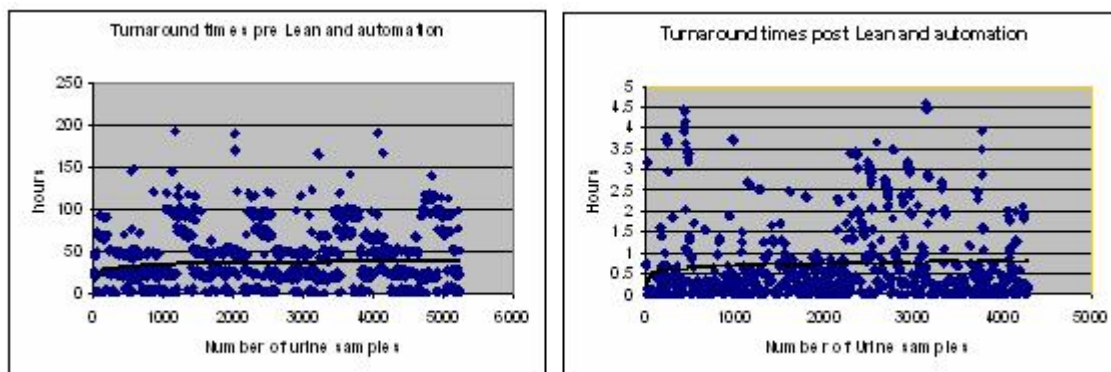 Turnaround times pre Lean and automation
250
200
150
100
50
0
hours
0 1000 2000 3000 4000 5000 6000
Number of urine samples
Turnaround times post Lean and automation
5
4.5
4
3.5
3
2.5
2
1.5
1
0.5
0
Hours
0 1000 2000 3000 4000 5000
Number of Urine samples